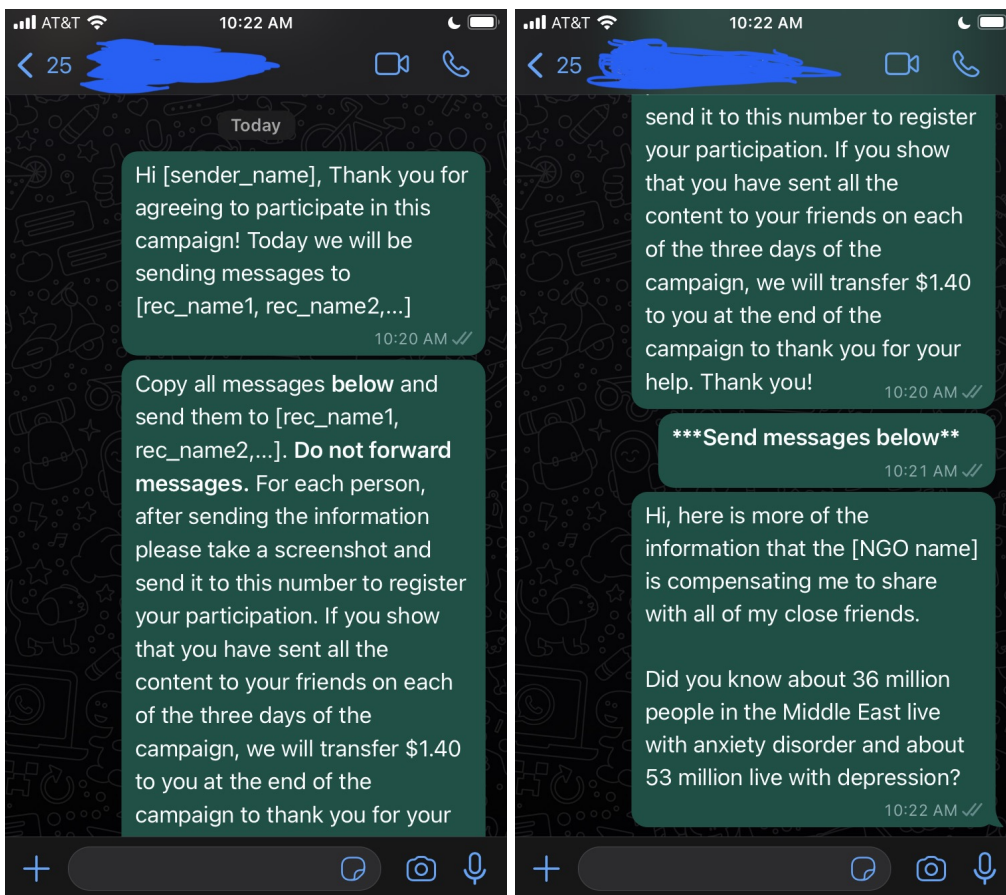 AT&T 10:22 AM
25
Today
Hi [sender_name], Thank you for
agreeing to participate in this
campaign! Today we will be
sending messages to
[rec_name1, rec_name2,...]
10:20 AM
Copy all messages below and
send them to [rec_name1,
rec_name2,...]. Do not forward
messages. For each person,
after sending the information
please take a screenshot and
send it to this number to register
your participation. If you show
that you have sent all the
content to your friends on each
of the three days of the
campaign, we will transfer $1.40
to you at the end of the
campaign to thank you for your
AT&T 10:22 AM
25
send it to this number to register
your participation. If you show
that you have sent all the
content to your friends on each
of the three days of the
campaign, we will transfer $1.40
to you at the end of the
campaign to thank you for your
help. Thank you!
10:20 AM
***Send messages below**
10:21 AM
Hi, here is more of the
information that the [NGO name]
is compensating me to share
with all of my close friends.
Did you know about 36 million
people in the Middle East live
with anxiety disorder and about
53 million live with depression?
10:22 AM